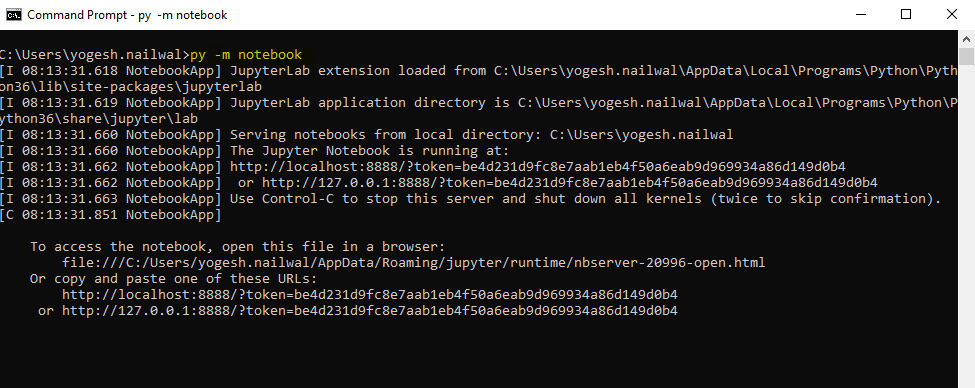 Command Prompt - py  -m notebook
C:\Users\yogesh.nailwal>py -m notebook
[I 08:13:31.618 NotebookApp] JupyterLab extension loaded from C:\Users\yogesh.nailwal\AppData\Local\Programs\Python\Pyth
on36\lib\site-packages\jupyterlab
[I 08:13:31.619 NotebookApp] JupyterLab application directory is C:\Users\yogesh.nailwal\AppData\Local\Programs\Python\P
ython36\share\jupyter\lab
[I 08:13:31.660 NotebookApp] Serving notebooks from local directory: C:\Users\yogesh.nailwal
[I 08:13:31.660 NotebookApp] The Jupyter Notebook is running at:
[I 08:13:31.662 NotebookApp] http://localhost:8888/?token=be4d231d9fc8e7aab1eb4f50a6eab9d969934a86d149d0b4
[I 08:13:31.662 NotebookApp]  or http://127.0.0.1:8888/?token=be4d231d9fc8e7aab1eb4f50a6eab9d969934a86d149d0b4
[I 08:13:31.663 NotebookApp] Use Control-C to stop this server and shut down all kernels (twice to skip confirmation).
[C 08:13:31.851 NotebookApp]
    To access the notebook, open this file in a browser:
        file:///C:/Users/yogesh.nailwal/AppData/Roaming/jupyter/runtime/nbserver-20996-open.html
    Or copy and paste one of these URLs:
        http://localhost:8888/?token=be4d231d9fc8e7aab1eb4f50a6eab9d969934a86d149d0b4
     or http://127.0.0.1:8888/?token=be4d231d9fc8e7aab1eb4f50a6eab9d969934a86d149d0b4